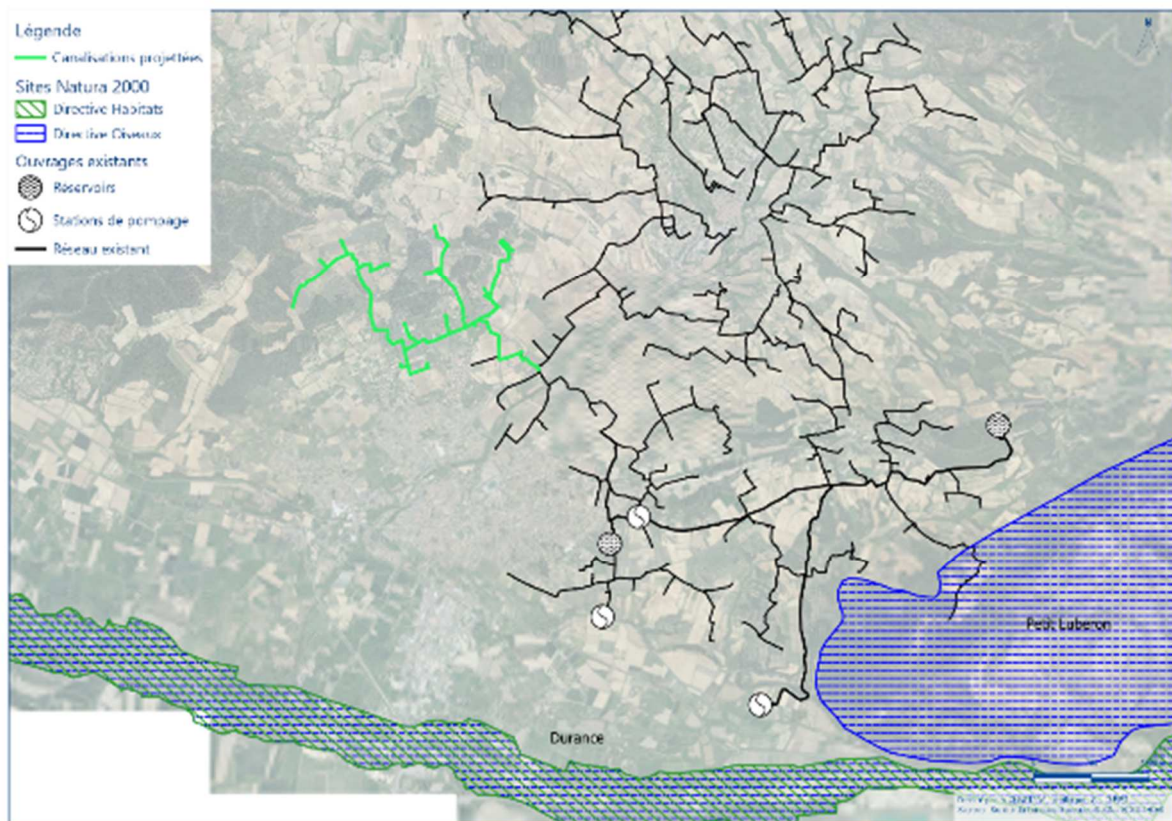 Légende
Canalisations projettées
Sites Natura 2000
Directive Habitats
Directive Oiseaux
Ouvrages existants
Réservoirs
Stations de pompage
Réseau existant
N
Petit Luberon
Durance